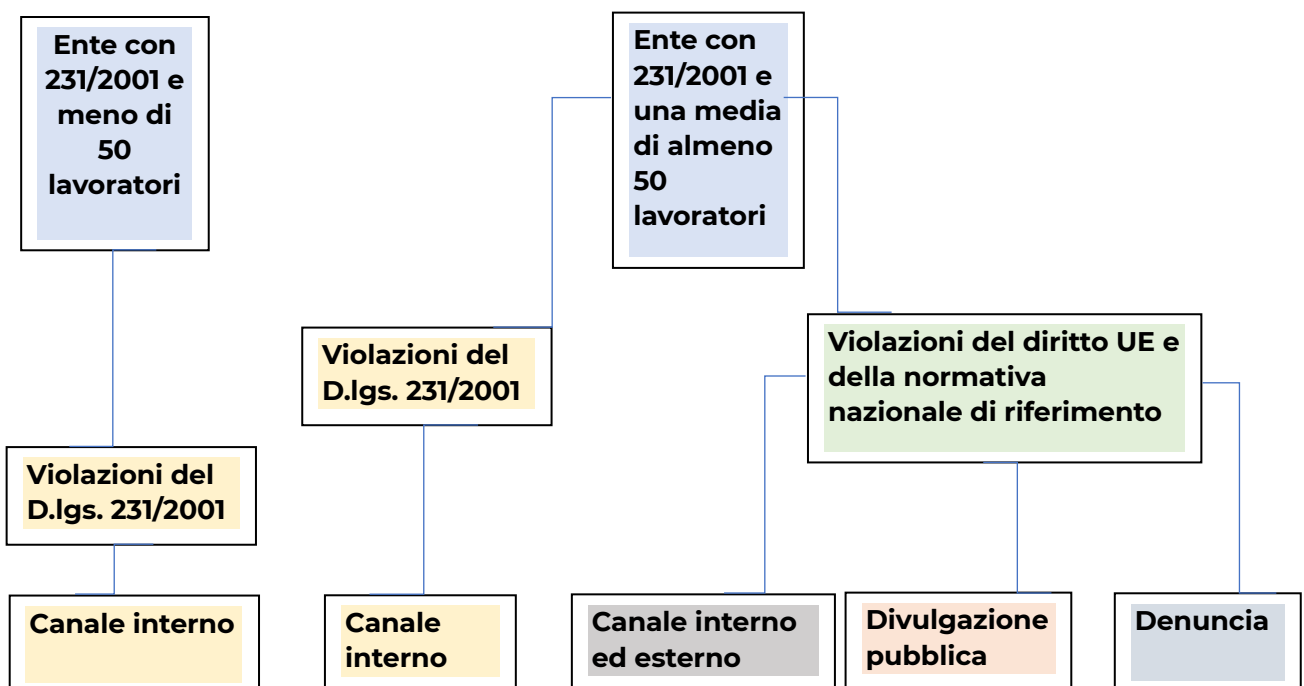 Ente con
231/2001 e
meno di
50
lavoratori
Ente con
231/2001 e
una media
di almeno
50
lavoratori
Violazioni del
D.lgs. 231/2001
Violazioni del diritto UE e
della normativa
nazionale di riferimento
Violazioni del
D.lgs. 231/2001
Canale interno
Canale
interno
Canale interno
ed esterno
Divulgazione
pubblica
Denuncia